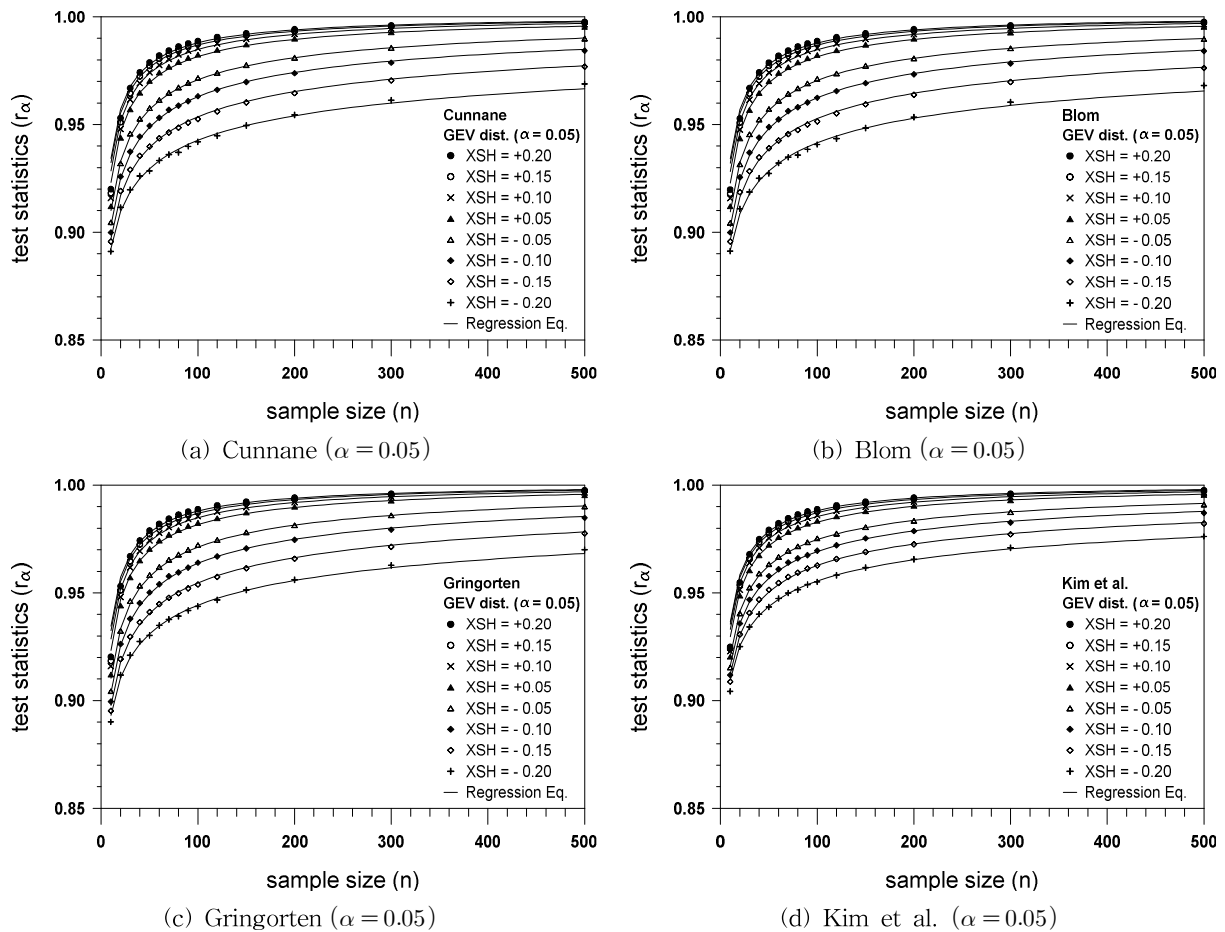 1.00
0.95
0.90
0.85
test statistics (rα)
Cunnane
GEV dist. (α = 0.05)
XSH = +0.20
XSH = +0.15
XSH = +0.10
XSH = +0.05
XSH = - 0.05
XSH = - 0.10
XSH = - 0.15
XSH = - 0.20
Regression Eq.
0 100 200 300 400 500
sample size (n)
(a) Cunnane (α = 0.05)
1.00
0.95
0.90
0.85
test statistics (rα)
Blom
GEV dist. (α = 0.05)
XSH = +0.20
XSH = +0.15
XSH = +0.10
XSH = +0.05
XSH = - 0.05
XSH = - 0.10
XSH = - 0.15
XSH = - 0.20
Regression Eq.
0 100 200 300 400 500
sample size (n)
(b) Blom (α = 0.05)
1.00
0.95
0.90
0.85
test statistics (rα)
Gringorten
GEV dist. (α = 0.05)
XSH = +0.20
XSH = +0.15
XSH = +0.10
XSH = +0.05
XSH = - 0.05
XSH = - 0.10
XSH = - 0.15
XSH = - 0.20
Regression Eq.
0 100 200 300 400 500
sample size (n)
(c) Gringorten (α = 0.05)
1.00
0.95
0.90
0.85
test statistics (rα)
Kim et al.
GEV dist. (α = 0.05)
XSH = +0.20
XSH = +0.15
XSH = +0.10
XSH = +0.05
XSH = - 0.05
XSH = - 0.10
XSH = - 0.15
XSH = - 0.20
Regression Eq.
0 100 200 300 400 500
sample size (n)
(d) Kim et al. (α = 0.05)